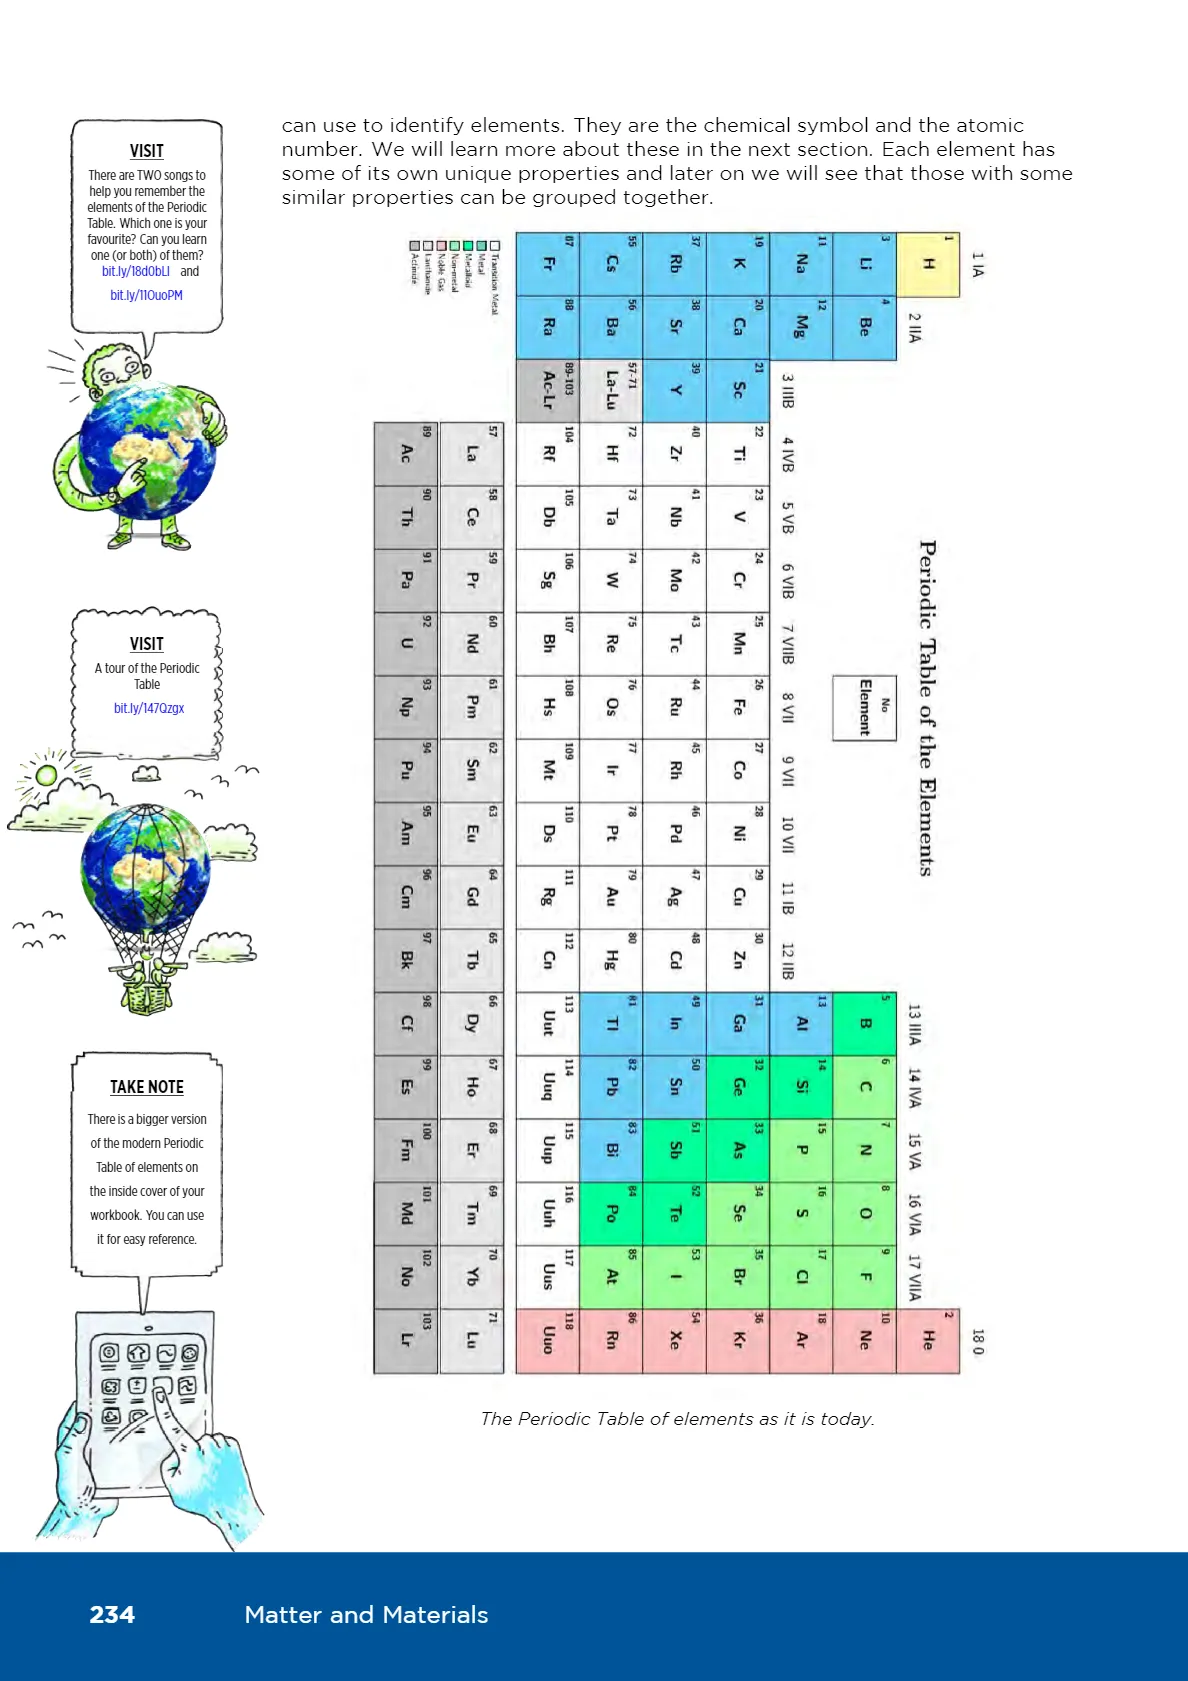 can use to identify elements. They are the chemical symbol and the atomic
number. We will learn more about these in the next section. Each element has
some of its own unique properties and later on we will see that those with some
similar properties can be grouped together.
VISIT
There are TWO songs to
help you remember the
elements of the Periodic
Table. Which one is your
favourite? Can you learn
one (or both) of them?
bit.ly/18d0bLI and
bit.ly/11OuoPM
VISIT
A tour of the Periodic
Table
bit.ly/147Qzgx
TAKE NOTE
There is a bigger version
of the modern Periodic
Table of elements on
the inside cover of your
workbook. You can use
it for easy reference.
Periodic Table of the Elements
No
Element
1 IA
2 IIA
3 IIIB
4 IVB
5 VB
6 VIB
7 VIIB
8 VII
9 VII
10 VII
11 IB
12 IIB
13 IIIA
14 IVA
15 VA
16 VIA
17 VIIA
18 0
1 H
2 He
3 Li
4 Be
5 B
6 C
7 N
8 O
9 F
10 Ne
11 Na
12 Mg
13 Al
14 Si
15 P
16 S
17 Cl
18 Ar
19 K
20 Ca
21 Sc
22 Ti
23 V
24 Cr
25 Mn
26 Fe
27 Co
28 Ni
29 Cu
30 Zn
31 Ga
32 Ge
33 As
34 Se
35 Br
36 Kr
37 Rb
38 Sr
39 Y
40 Zr
41 Nb
42 Mo
43 Tc
44 Ru
45 Rh
46 Pd
47 Ag
48 Cd
49 In
50 Sn
51 Sb
52 Te
53 I
54 Xe
55 Cs
56 Ba
57-71 La-Lu
72 Hf
73 Ta
74 W
75 Re
76 Os
77 Ir
78 Pt
79 Au
80 Hg
81 Tl
82 Pb
83 Bi
84 Po
85 At
86 Rn
87 Fr
88 Ra
89-103 Ac-Lr
104 Rf
105 Db
106 Sg
107 Bh
108 Hs
109 Mt
110 Ds
111 Rg
112 Cn
113 Uut
114 Uuq
115 Uup
116 Uuh
117 Uus
118 Uuo
57 La
58 Ce
59 Pr
60 Nd
61 Pm
62 Sm
63 Eu
64 Gd
65 Tb
66 Dy
67 Ho
68 Er
69 Tm
70 Yb
71 Lu
89 Ac
90 Th
91 Pa
92 U
93 Np
94 Pu
95 Am
96 Cm
97 Bk
98 Cf
99 Es
100 Fm
101 Md
102 No
103 Lr
Transition Metal
Metal
Metalloid
Non-metal
Noble Gas
Lanthanide
Actinide
The Periodic Table of elements as it is today.
234 Matter and Materials